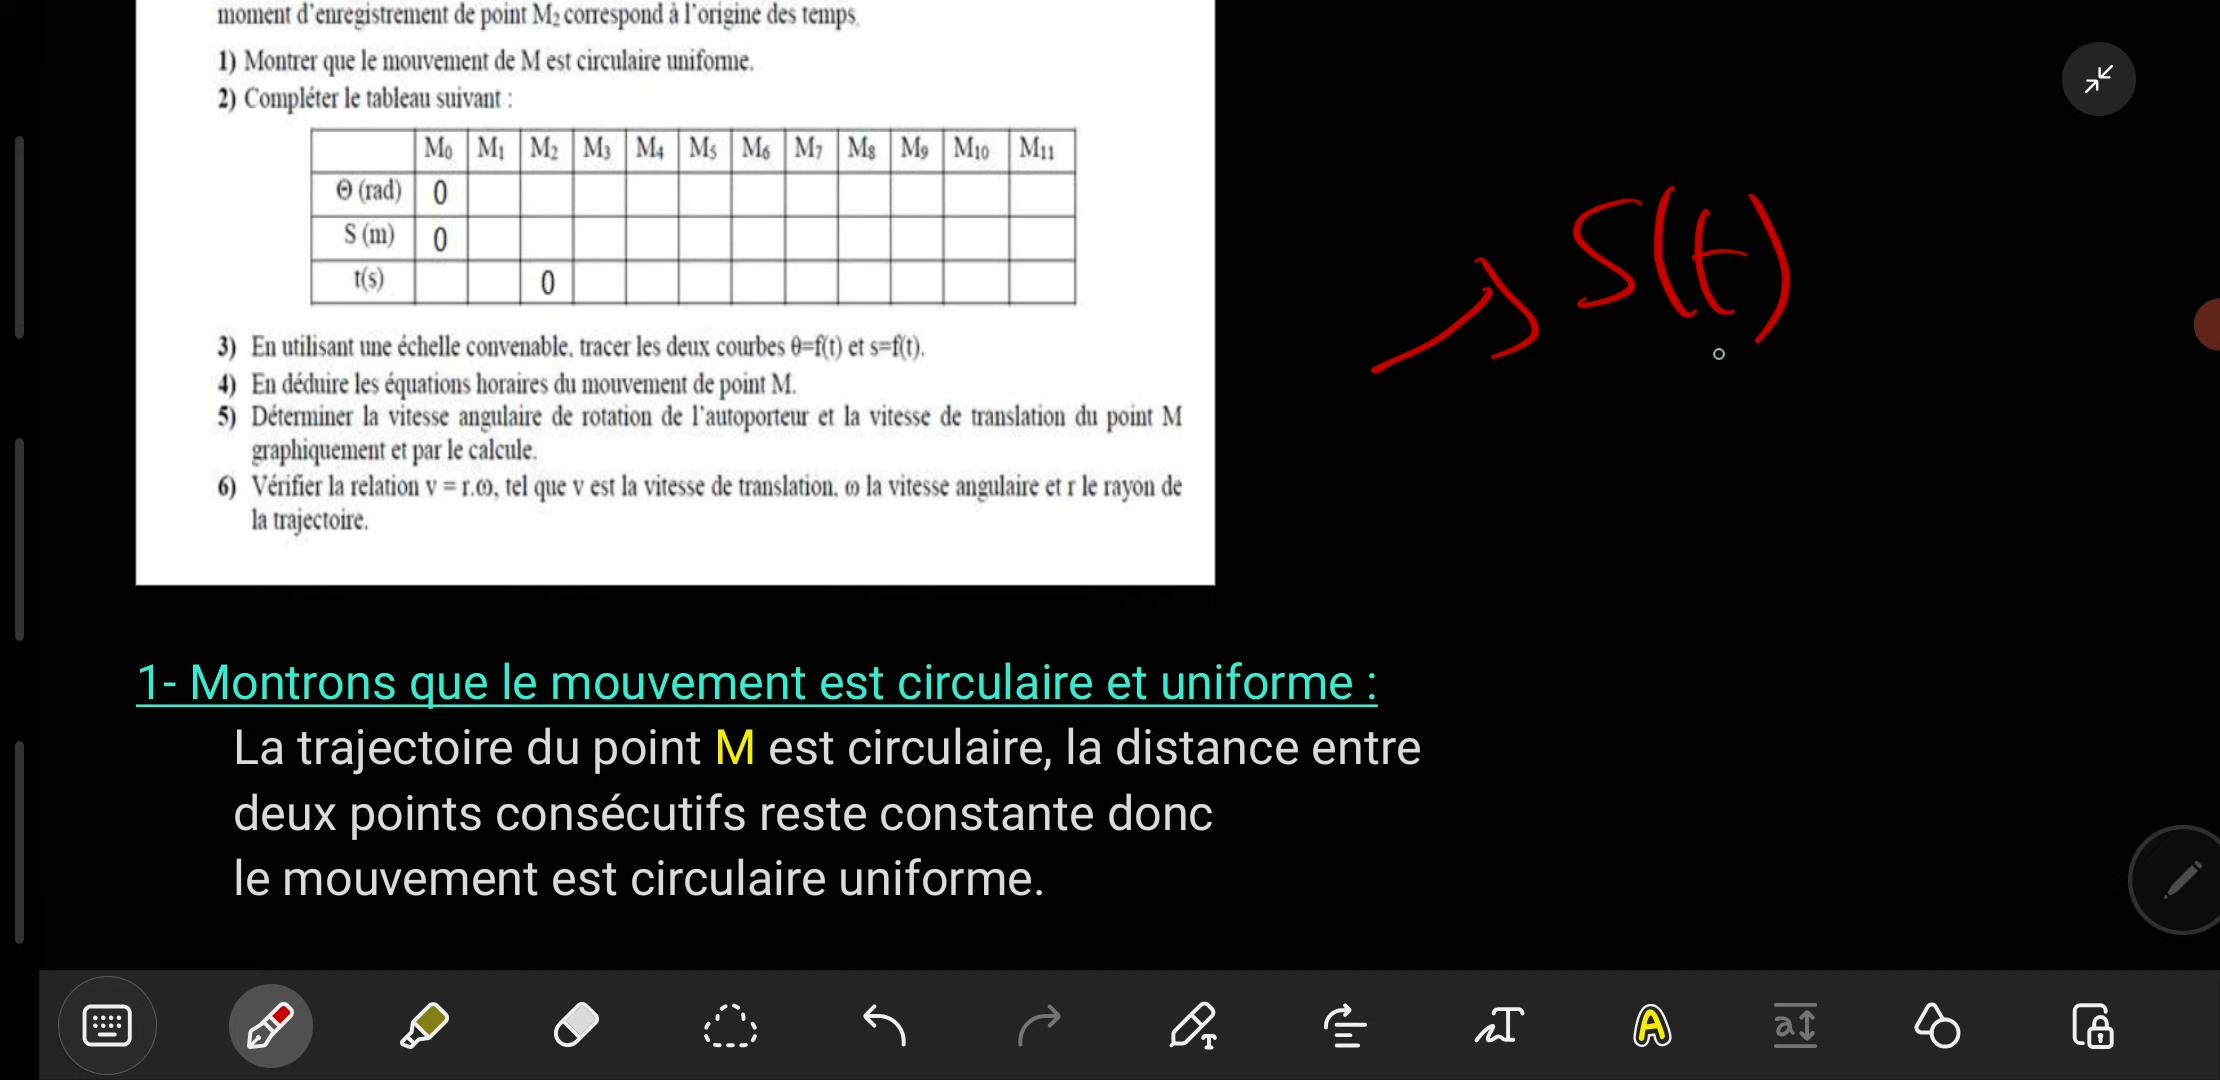 moment d'enregistrement de point M₂ correspond à l'origine des temps.
1) Montrer que le mouvement de M est circulaire uniforme.
2) Compléter le tableau suivant :
M₀ M₁ M₂ M₃ M₄ M₅ M₆ M₇ M₈ M₉ M₁₀ M₁₁
Θ (rad) 0
S (m) 0
t(s) 0
3) En utilisant une échelle convenable, tracer les deux courbes θ=f(t) et s=f(t).
4) En déduire les équations horaires du mouvement de point M.
5) Déterminer la vitesse angulaire de rotation de l'autoporteur et la vitesse de translation du point M
graphiquement et par le calcule.
6) Vérifier la relation v = r.ω, tel que v est la vitesse de translation, ω la vitesse angulaire et r le rayon de
la trajectoire.
S(t)
1- Montrons que le mouvement est circulaire et uniforme :
La trajectoire du point M est circulaire, la distance entre
deux points consécutifs reste constante donc
le mouvement est circulaire uniforme.